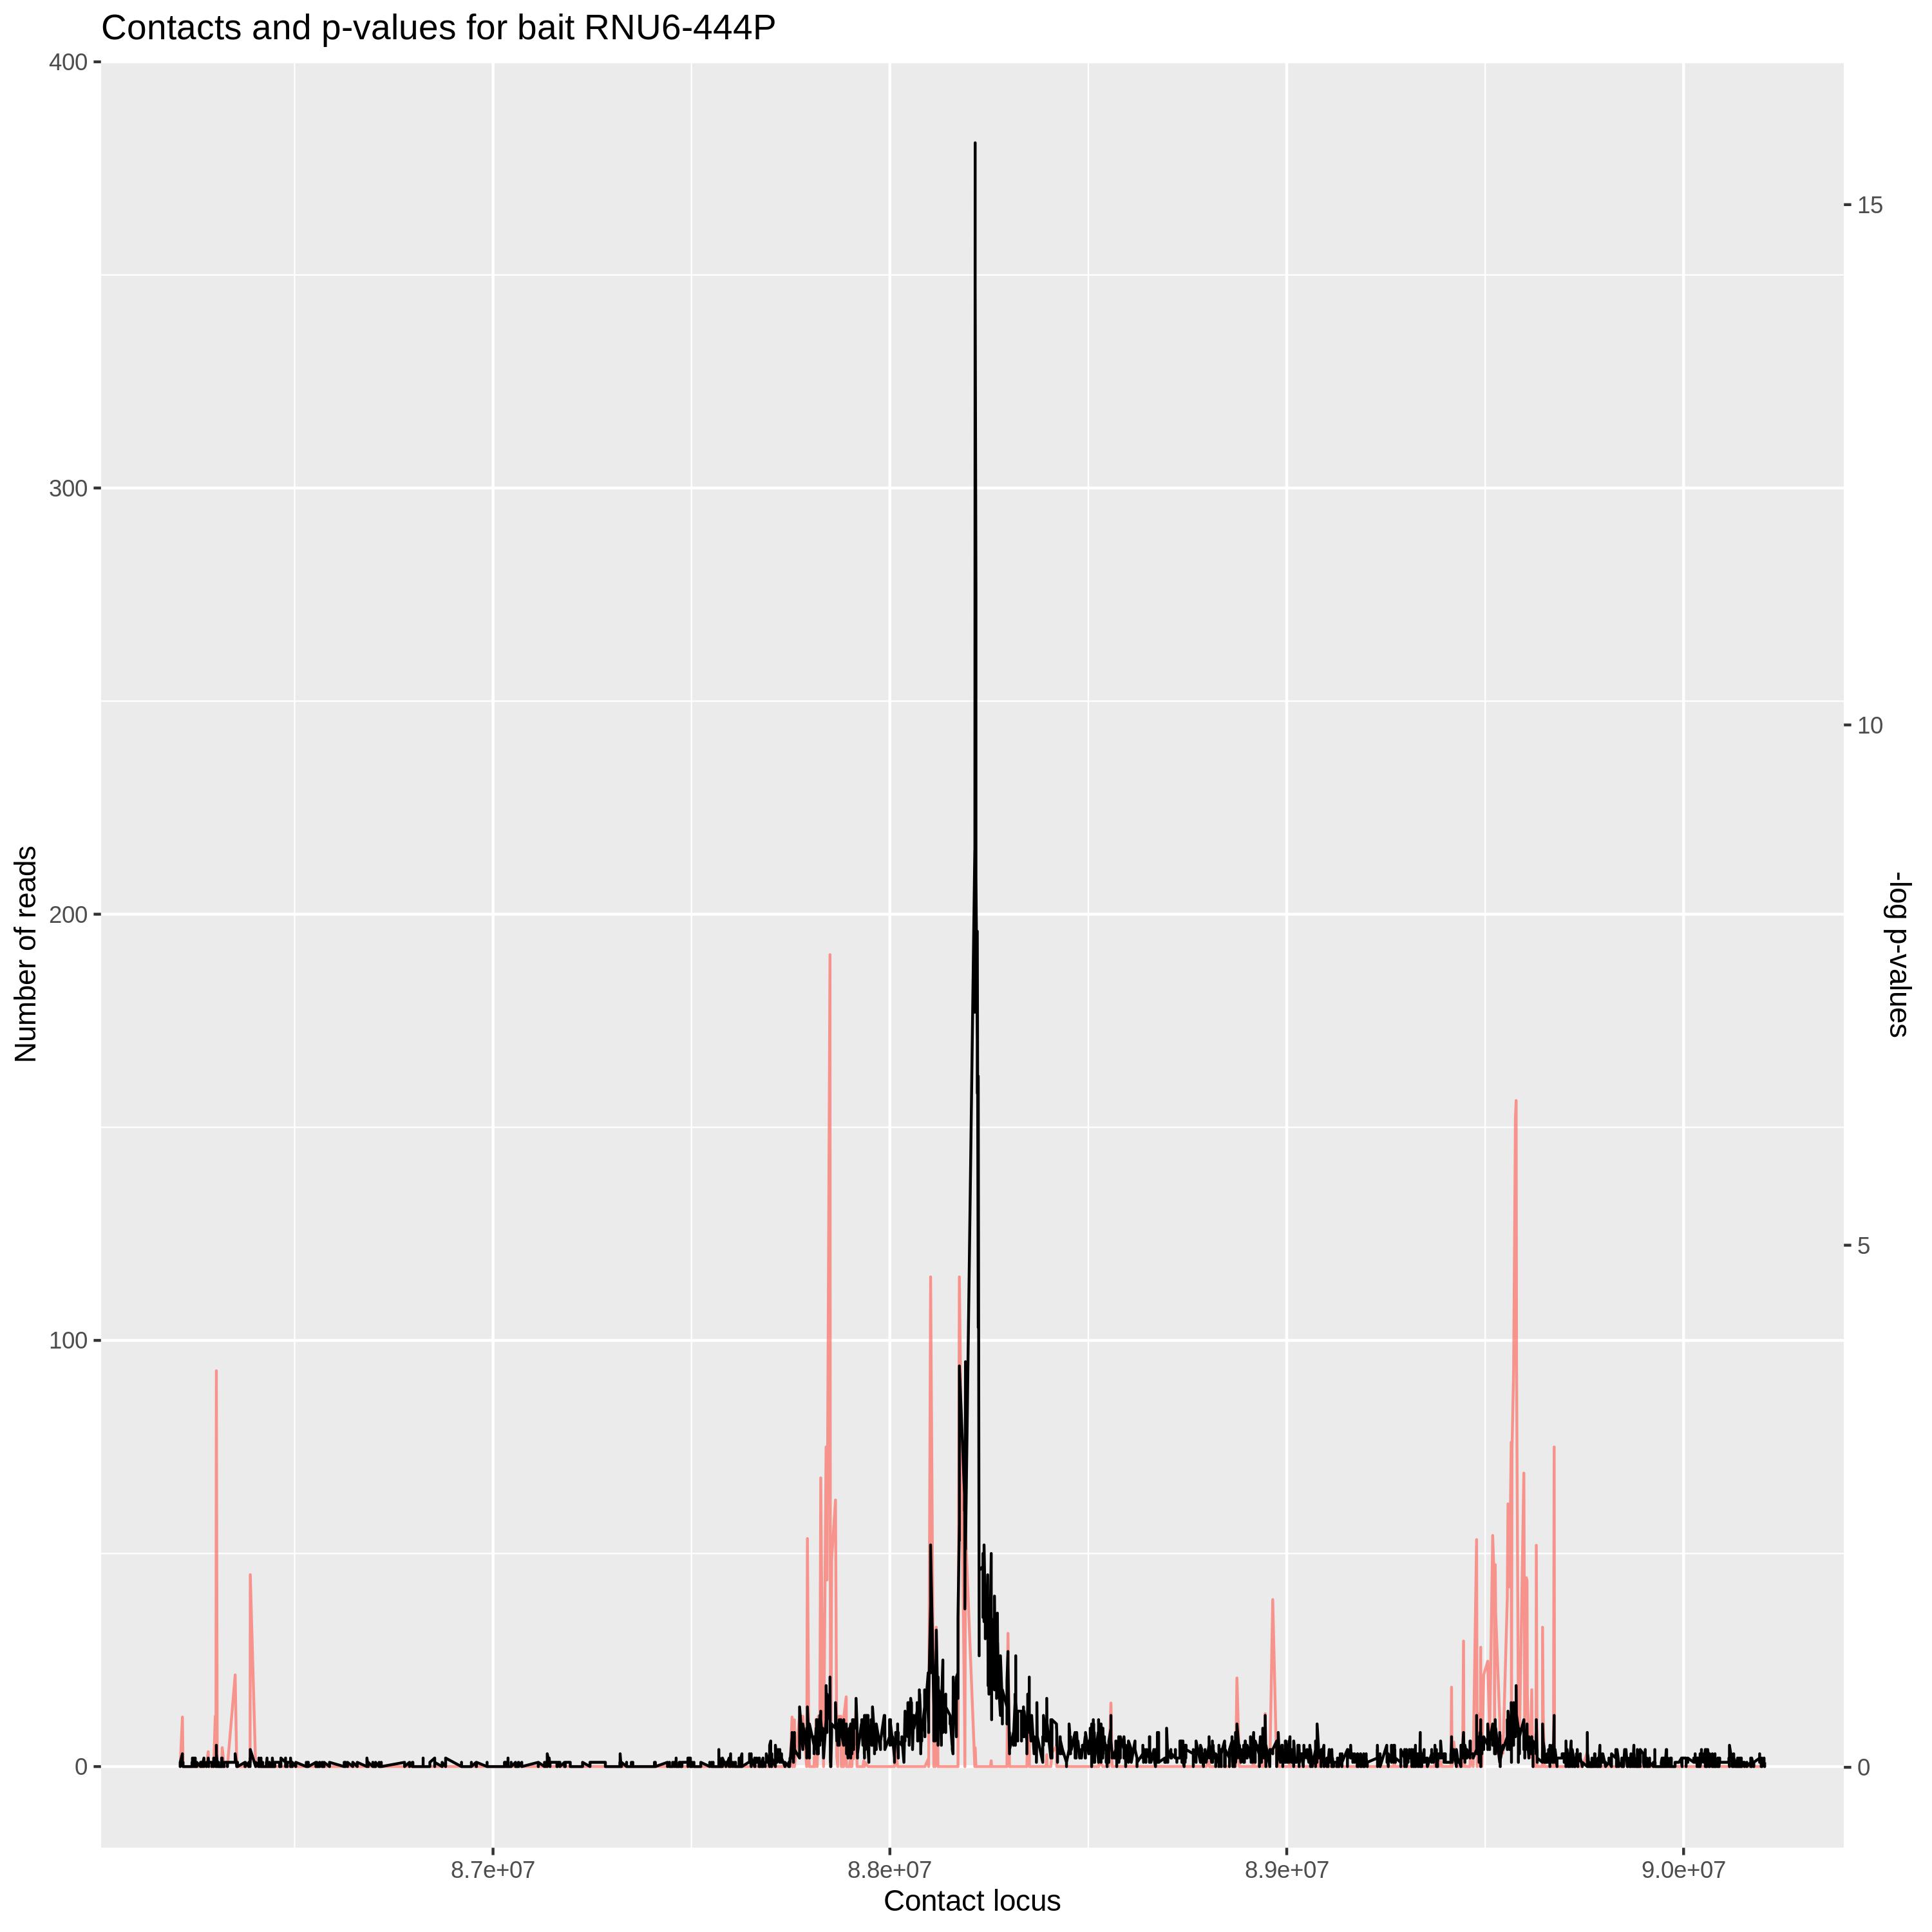 Contacts and p-values for bait RNU6-444P
400
300
200
100
0
Number of reads
15
10
5
0
-log p-values
8.7e+07
8.8e+07
8.9e+07
9.0e+07
Contact locus